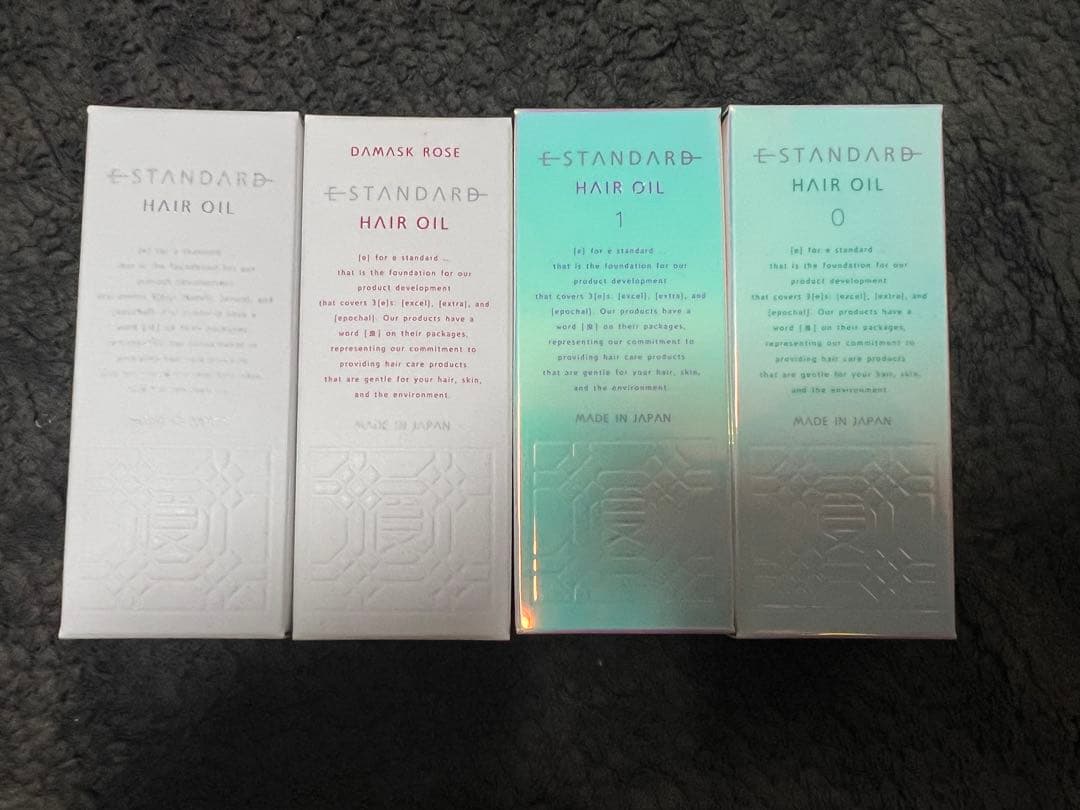 E STANDARD
HAIR OIL
DAMASK ROSE
E STANDARD
HAIR OIL
[e] for e standard ...
that is the foundation for our
product development
that covers 3[e]s: [excel], [extra], and
[epochal]. Our products have a
word [良] on their packages,
representing our commitment to
providing hair care products
that are gentle for your hair, skin,
and the environment.
MADE IN JAPAN
E STANDARD
HAIR OIL
1
[e] for e standard ...
that is the foundation for our
product development
that covers 3[e]s: [excel], [extra], and
[epochal]. Our products have a
word [良] on their packages,
representing our commitment to
providing hair care products
that are gentle for your hair, skin,
and the environment.
MADE IN JAPAN
E STANDARD
HAIR OIL
0
[e] for e standard ...
that is the foundation for our
product development
that covers 3[e]s: [excel], [extra], and
[epochal]. Our products have a
word [良] on their packages,
representing our commitment to
providing hair care products
that are gentle for your hair, skin,
and the environment.
MADE IN JAPAN